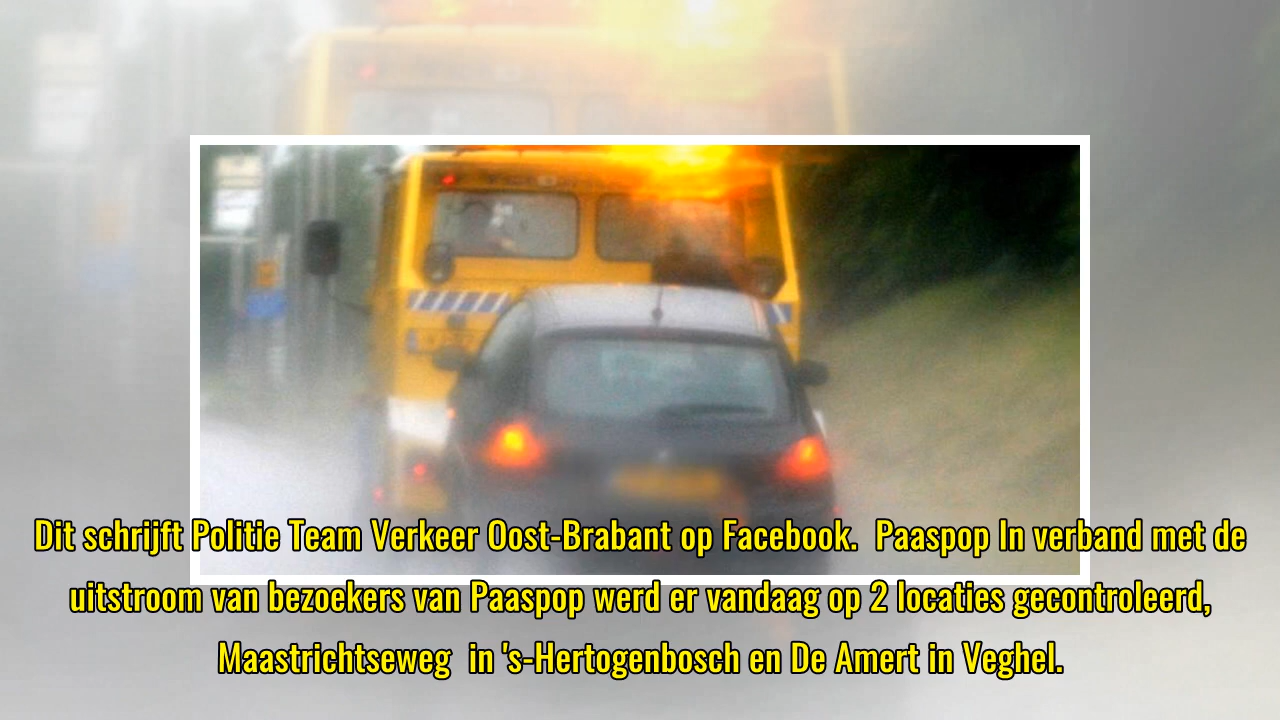 Dit schrijft Politie Team Verkeer Oost-Brabant op Facebook.  Paaspop In verband met de
uitstroom van bezoekers van Paaspop werd er vandaag op 2 locaties gecontroleerd,
Maastrichtseweg  in 's-Hertogenbosch en De Amert in Veghel.